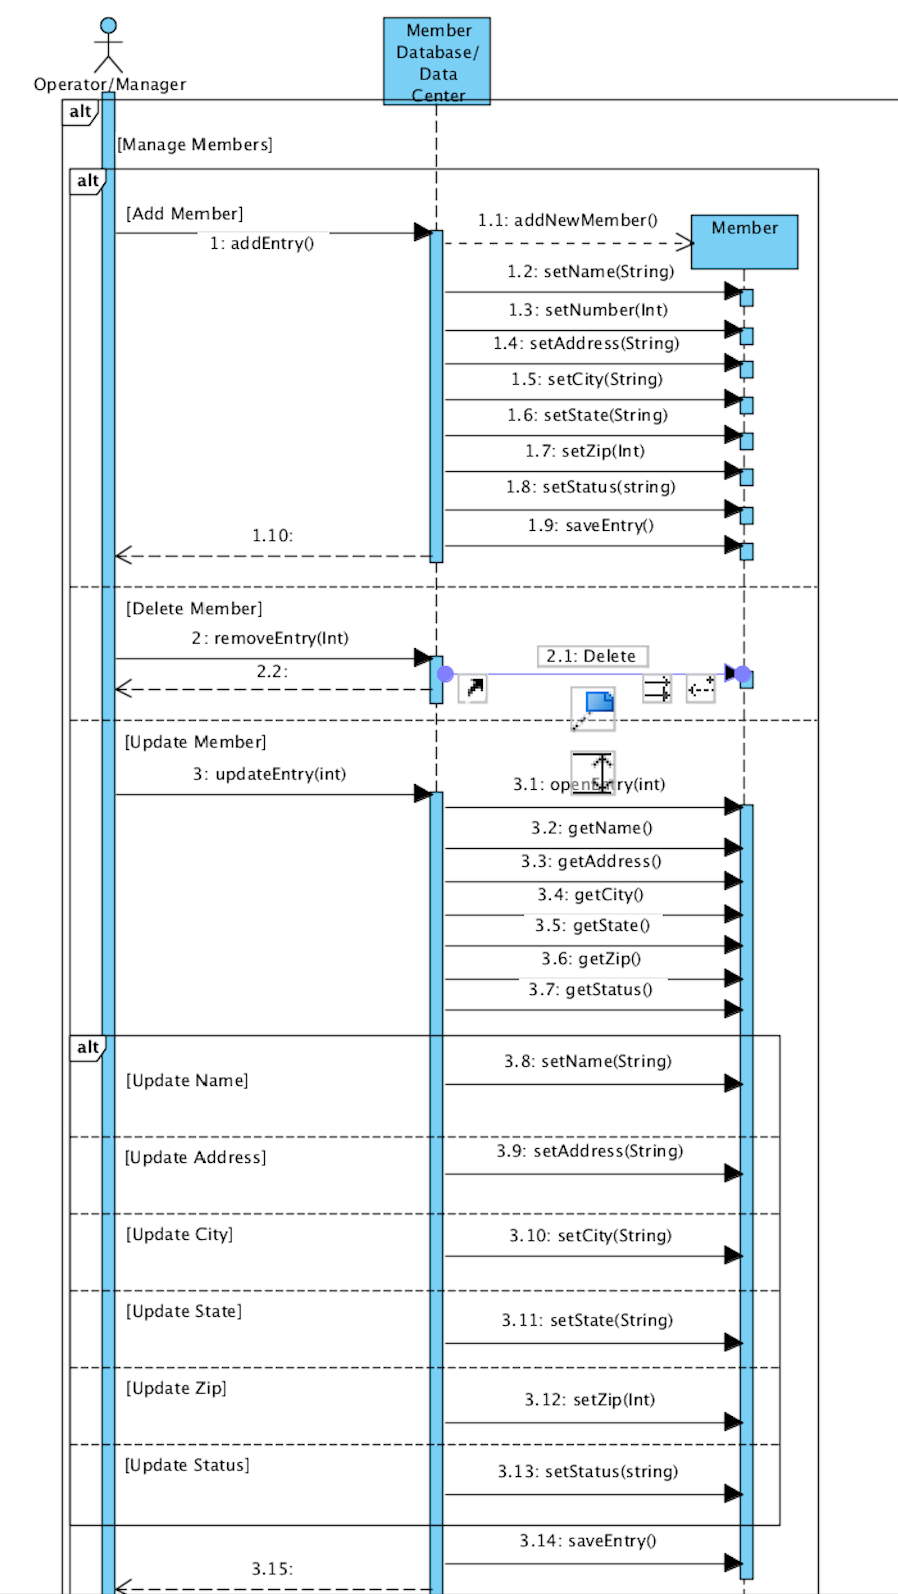 Operator/Manager
Member
Database/
Data
Center
alt
[Manage Members]
alt
[Add Member]
1: addEntry()
1.1: addNewMember()
Member
1.2: setName(String)
1.3: setNumber(Int)
1.4: setAddress(String)
1.5: setCity(String)
1.6: setState(String)
1.7: setZip(Int)
1.8: setStatus(string)
1.9: saveEntry()
1.10:
[Delete Member]
2: removeEntry(Int)
2.1: Delete
2.2:
[Update Member]
3: updateEntry(int)
3.1: openEntry(int)
3.2: getName()
3.3: getAddress()
3.4: getCity()
3.5: getState()
3.6: getZip()
3.7: getStatus()
alt
[Update Name]
3.8: setName(String)
[Update Address]
3.9: setAddress(String)
[Update City]
3.10: setCity(String)
[Update State]
3.11: setState(String)
[Update Zip]
3.12: setZip(Int)
[Update Status]
3.13: setStatus(string)
3.14: saveEntry()
3.15: